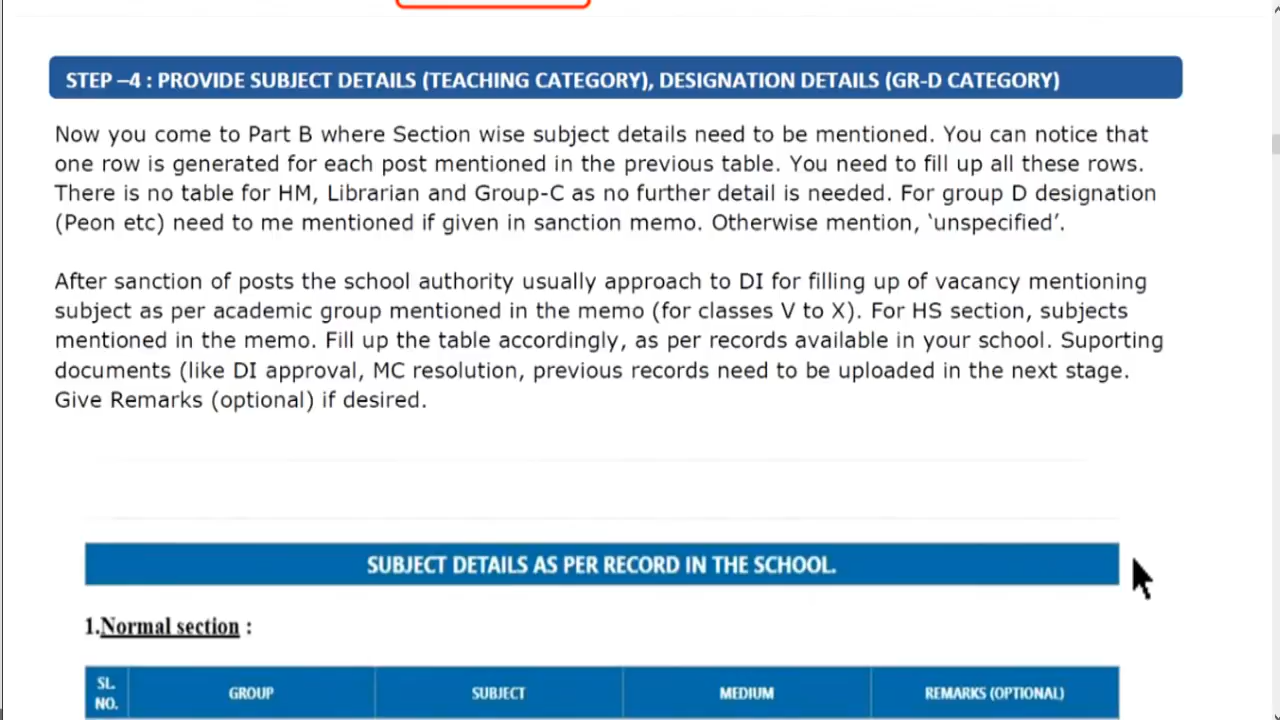 STEP –4 : PROVIDE SUBJECT DETAILS (TEACHING CATEGORY), DESIGNATION DETAILS (GR-D CATEGORY)
Now you come to Part B where Section wise subject details need to be mentioned. You can notice that
one row is generated for each post mentioned in the previous table. You need to fill up all these rows.
There is no table for HM, Librarian and Group-C as no further detail is needed. For group D designation
(Peon etc) need to me mentioned if given in sanction memo. Otherwise mention, ‘unspecified’.
After sanction of posts the school authority usually approach to DI for filling up of vacancy mentioning
subject as per academic group mentioned in the memo (for classes V to X). For HS section, subjects
mentioned in the memo. Fill up the table accordingly, as per records available in your school. Suporting
documents (like DI approval, MC resolution, previous records need to be uploaded in the next stage.
Give Remarks (optional) if desired.
SUBJECT DETAILS AS PER RECORD IN THE SCHOOL.
1.Normal section :
SL. NO. GROUP SUBJECT MEDIUM REMARKS (OPTIONAL)